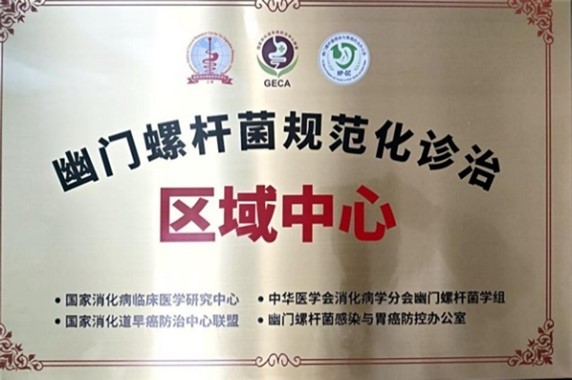 GECA
幽门螺杆菌规范化诊治
区域中心
• 国家消化病临床医学研究中心 • 中华医学会消化病学分会幽门螺杆菌学组
• 国家消化道早癌防治中心联盟 • 幽门螺杆菌感染与胃癌防控办公室